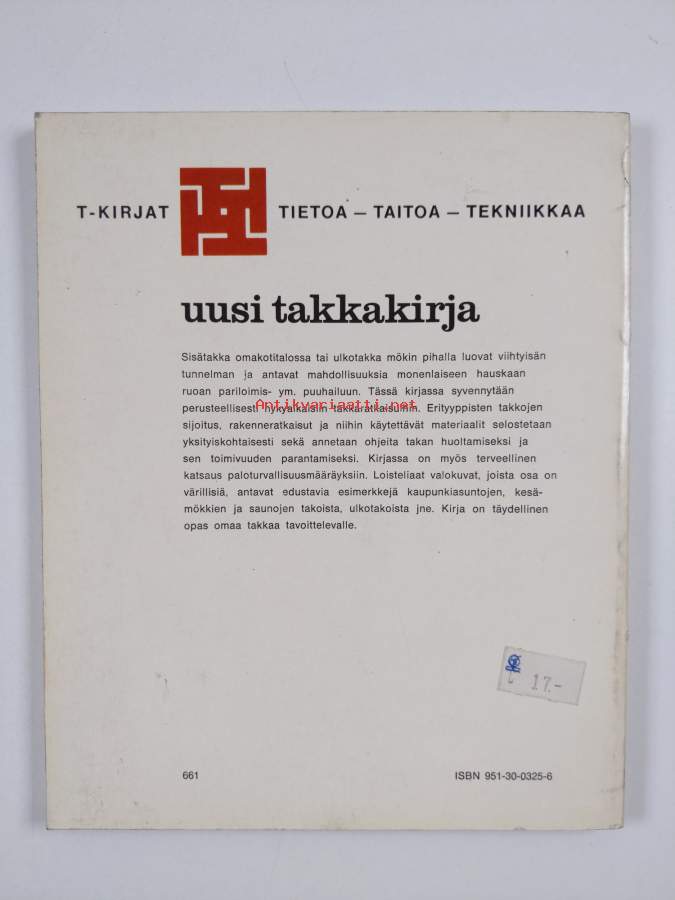 T-KIRJAT TIETOA – TAITOA – TEKNIIKKAA
uusi takkakirja
Sisätakka omakotitalossa tai ulkotakka mökin pihalla luovat viihtyisän
tunnelman ja antavat mahdollisuuksia monenlaiseen hauskaan
ruoan pariloimis- ym. puuhailuun. Tässä kirjassa syvennytään
perusteellisesti nykyaikaisiin takkaratkaisuihin. Erityyppisten takkojen
Antikvariaatti.net
sijoitus, rakenneratkaisut ja niihin käytettävät materiaalit selostetaan
yksityiskohtaisesti sekä annetaan ohjeita takan huoltamiseksi ja
sen toimivuuden parantamiseksi. Kirjassa on myös terveellinen
katsaus paloturvallisuusmääräyksiin. Loisteliaat valokuvat, joista osa on
värillisiä, antavat edustavia esimerkkejä kaupunkiasuntojen, kesä-
mökkien ja saunojen takoista, ulkotakoista jne. Kirja on täydellinen
opas omaa takkaa tavoittelevalle.
17.-
661
ISBN 951-30-0325-6